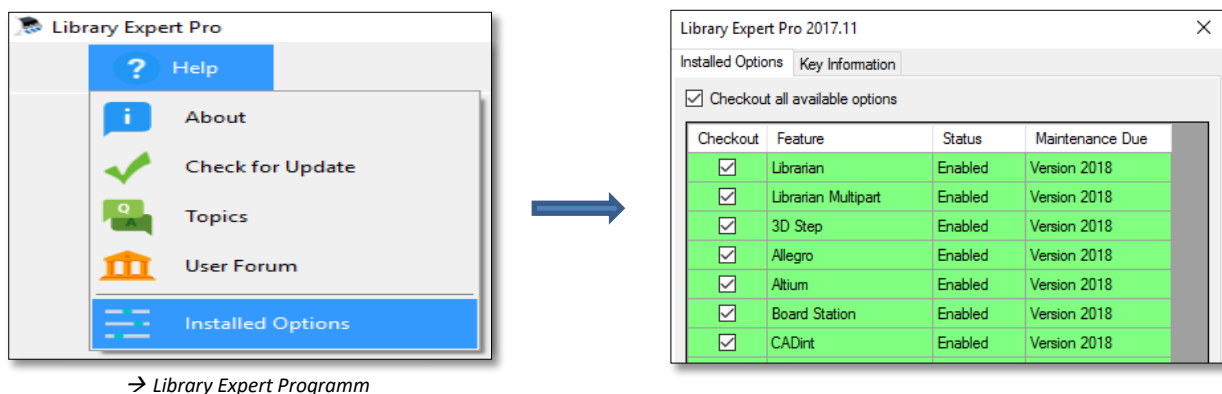 Library Expert Pro
? Help
i About
Check for Update
Q A Topics
User Forum
Installed Options
→ Library Expert Programm
Library Expert Pro 2017.11
Installed Options Key Information
Checkout all available options
Checkout Feature Status Maintenance Due
Librarian Enabled Version 2018
Librarian Multipart Enabled Version 2018
3D Step Enabled Version 2018
Allegro Enabled Version 2018
Altium Enabled Version 2018
Board Station Enabled Version 2018
CADint Enabled Version 2018